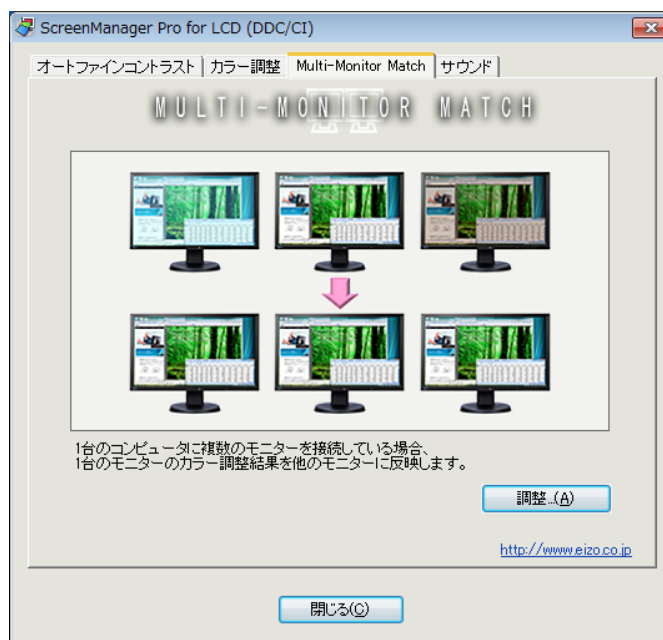 ScreenManager Pro for LCD (DDC/CI)
オートファインコントラスト カラー調整 Multi-Monitor Match サウンド
MULTI-MONITOR MATCH
1台のコンピュータに複数のモニターを接続している場合、
1台のモニターのカラー調整結果を他のモニターに反映します。
調整...(A)
http://www.eizo.co.jp
閉じる(C)